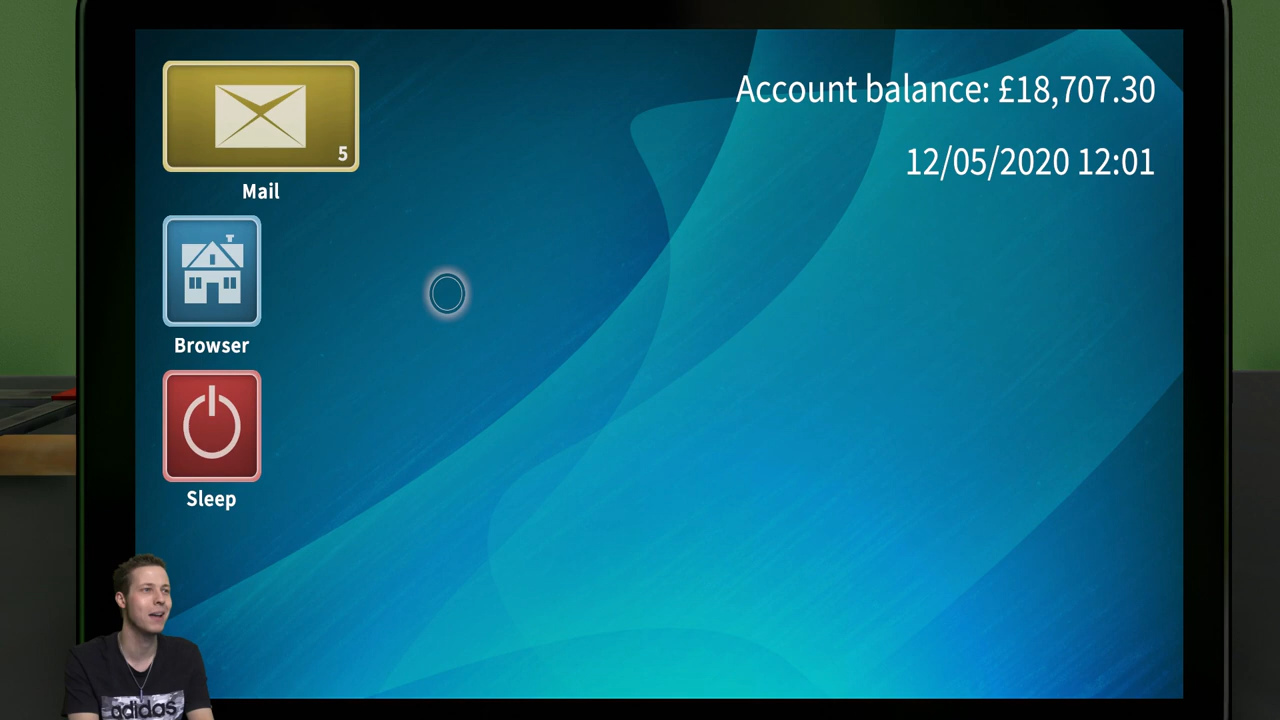 Account balance: £18,707.30
12/05/2020 12:01
5
Mail
Browser
Sleep
adidas